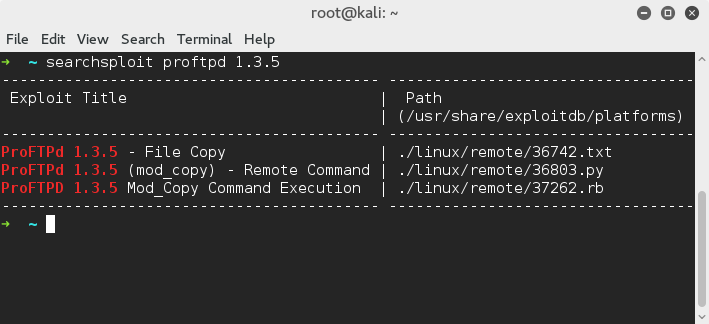 root@kali: ~
File Edit View Search Terminal Help
➜ ~ searchsploit proftpd 1.3.5
--------------------------------------- ----------------------------------
Exploit Title | Path
| (/usr/share/exploitdb/platforms)
--------------------------------------- ----------------------------------
ProFTPd 1.3.5 - File Copy | ./linux/remote/36742.txt
ProFTPd 1.3.5 (mod_copy) - Remote Command | ./linux/remote/36803.py
ProFTPD 1.3.5 Mod_Copy Command Execution | ./linux/remote/37262.rb
--------------------------------------- ----------------------------------
➜ ~